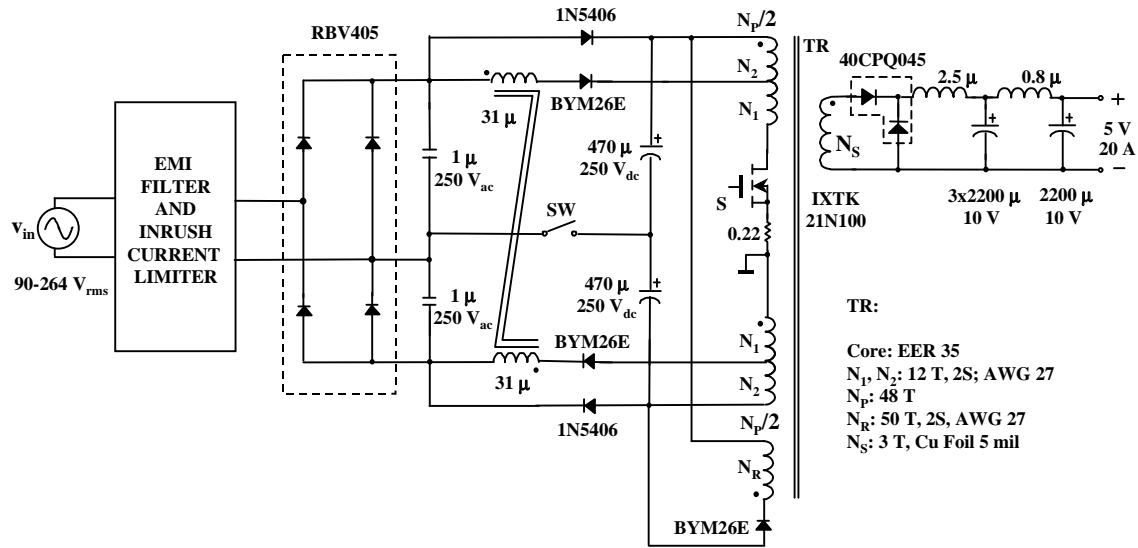 RBV405
EMI
FILTER
AND
INRUSH
CURRENT
LIMITER
v_in
90-264 V_rms
1N5406
BYM26E
31 μ
1 μ
250 V_ac
470 μ
250 V_dc
SW
1 μ
250 V_ac
470 μ
250 V_dc
BYM26E
31 μ
1N5406
N_P/2
N_2
N_1
S
0.22
IXTK
21N100
N_1
N_2
N_P/2
N_R
BYM26E
TR
40CPQ045
N_S
2.5 μ
0.8 μ
+
5 V
20 A
−
3x2200 μ
10 V
2200 μ
10 V
TR:
Core: EER 35
N_1, N_2: 12 T, 2S; AWG 27
N_P: 48 T
N_R: 50 T, 2S, AWG 27
N_S: 3 T, Cu Foil 5 mil